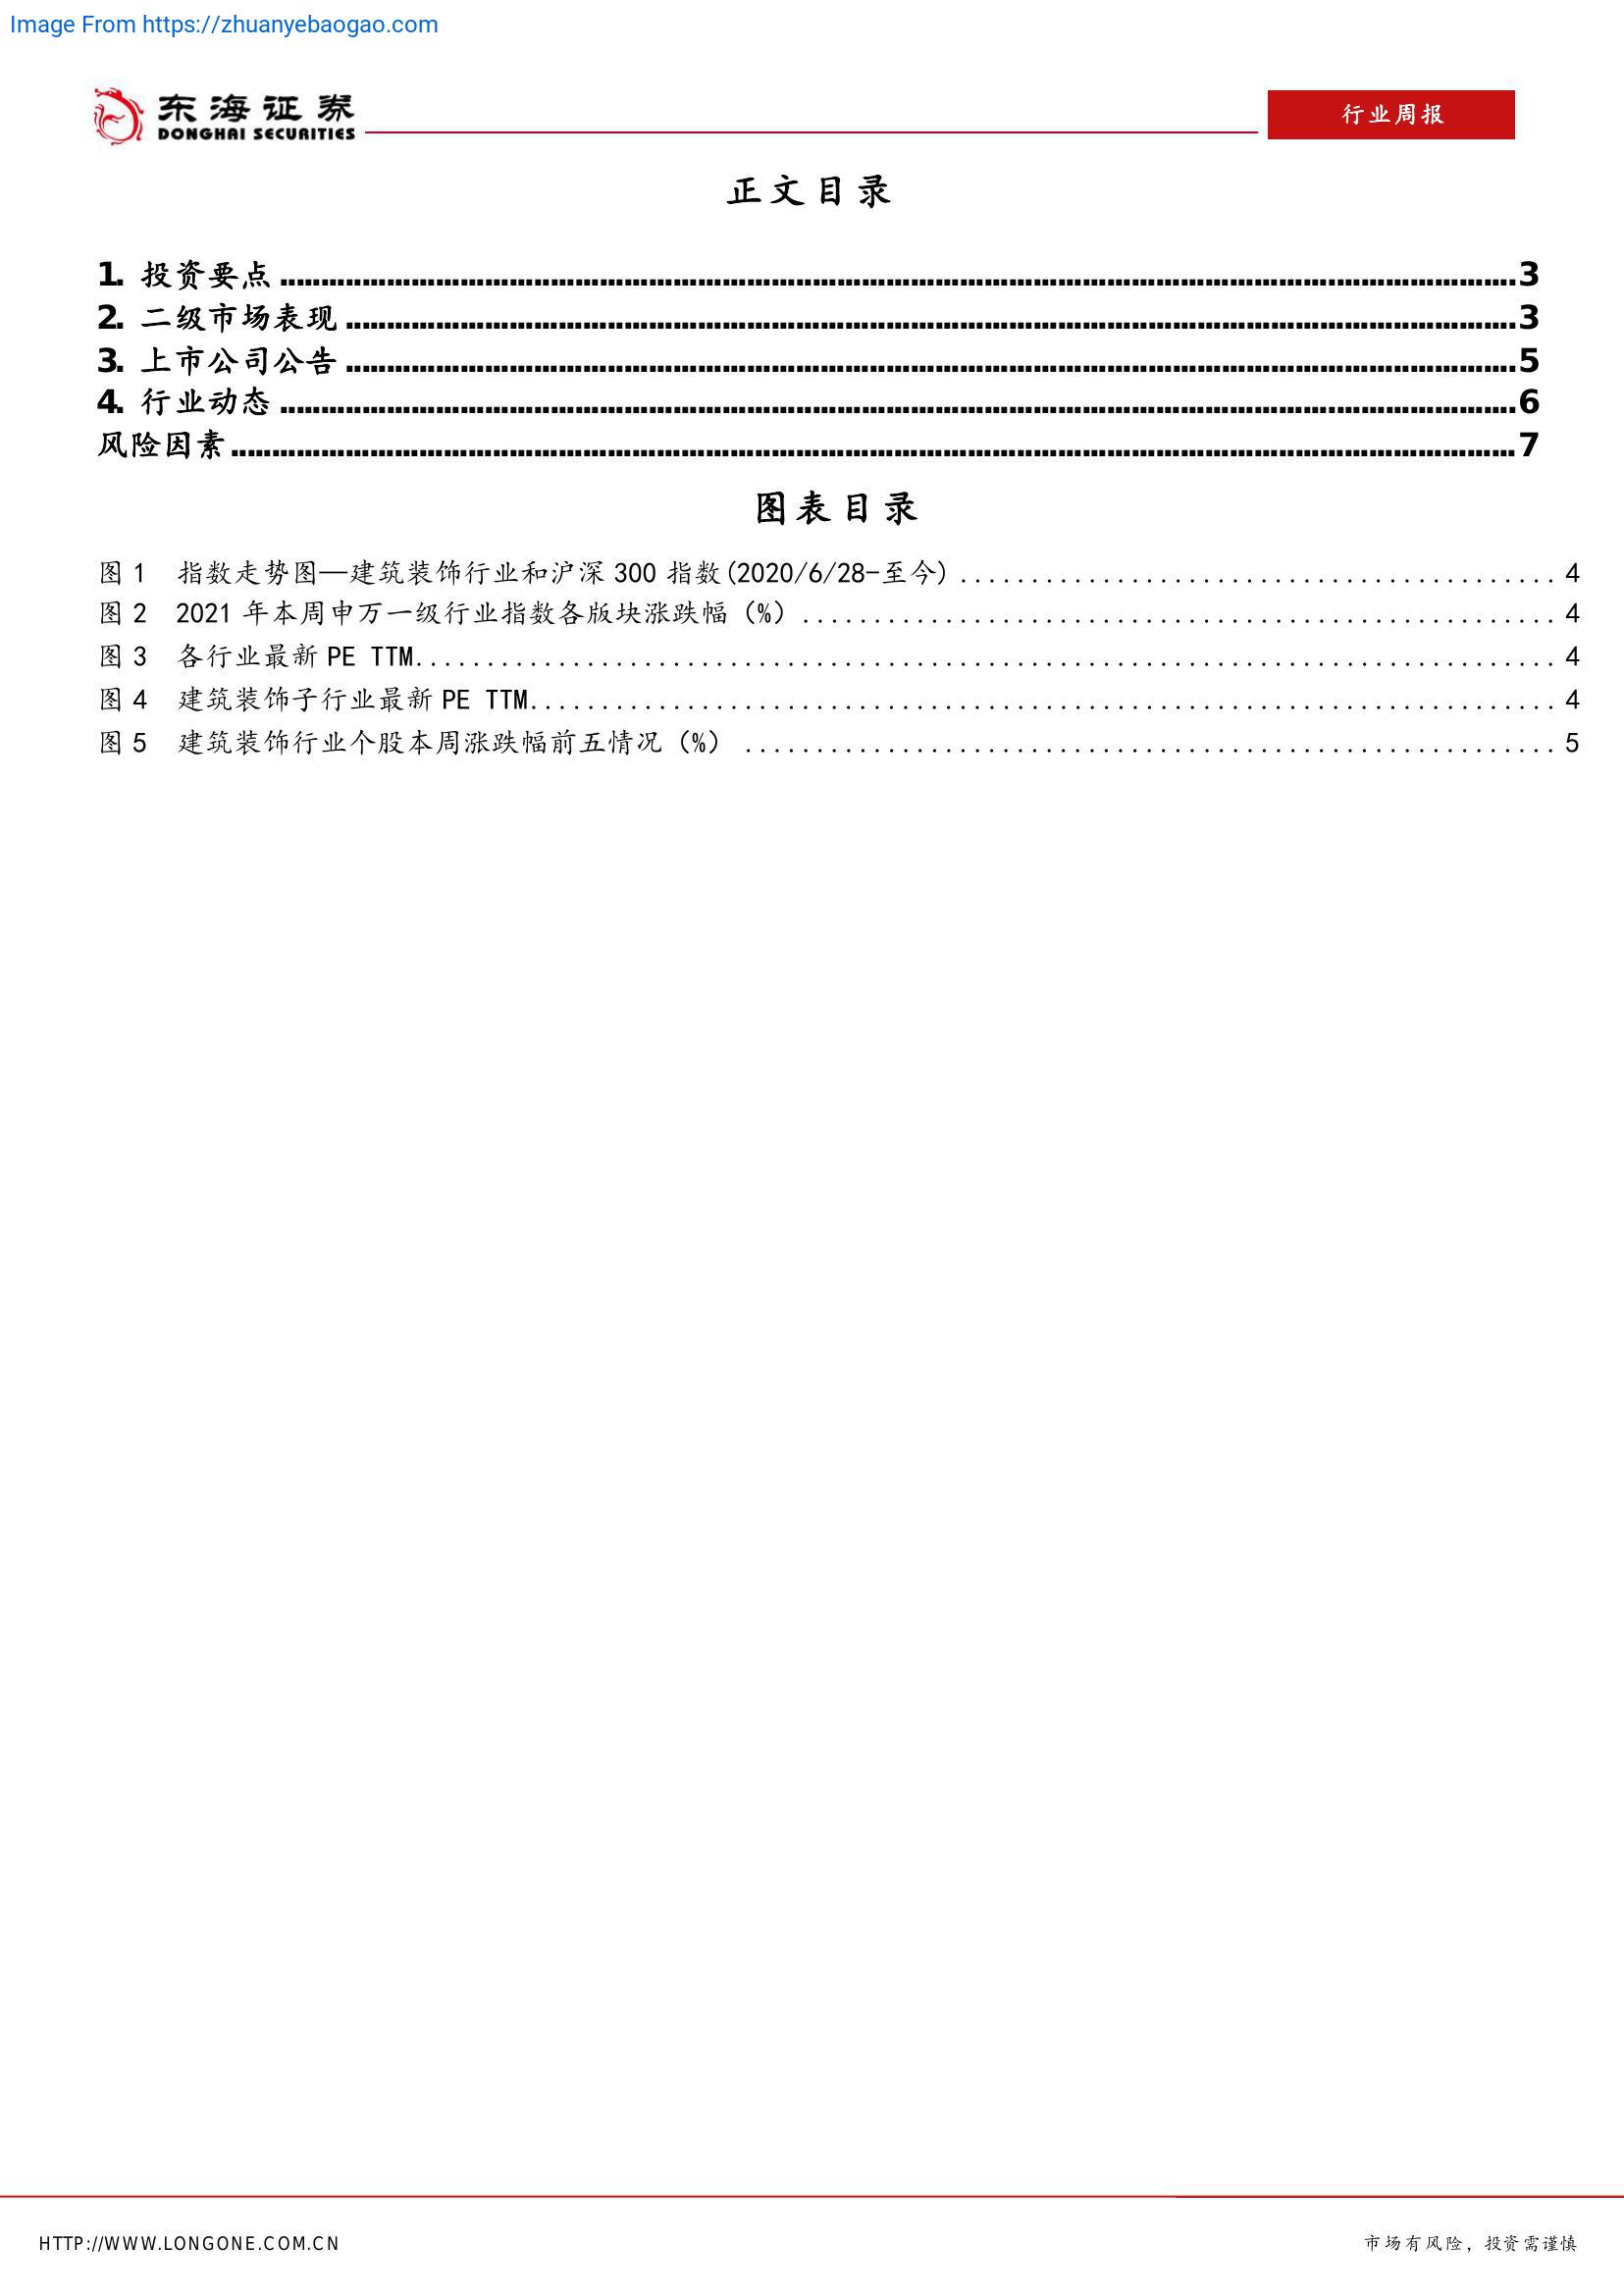 Image From https://zhuanyebaogao.com
东海证券
DONGHAI SECURITIES
行业周报
正文目录
1. 投资要点 ........................................ 3
2. 二级市场表现 ........................................ 3
3. 上市公司公告 ........................................ 5
4. 行业动态 ........................................ 6
风险因素 ........................................ 7
图表目录
图 1 指数走势图—建筑装饰行业和沪深 300 指数(2020/6/28-至今) ........................................ 4
图 2 2021 年本周申万一级行业指数各版块涨跌幅（%） ........................................ 4
图 3 各行业最新 PE TTM ........................................ 4
图 4 建筑装饰子行业最新 PE TTM ........................................ 4
图 5 建筑装饰行业个股本周涨跌幅前五情况（%） ........................................ 5
HTTP://WWW.LONGONE.COM.CN
市场有风险，投资需谨慎